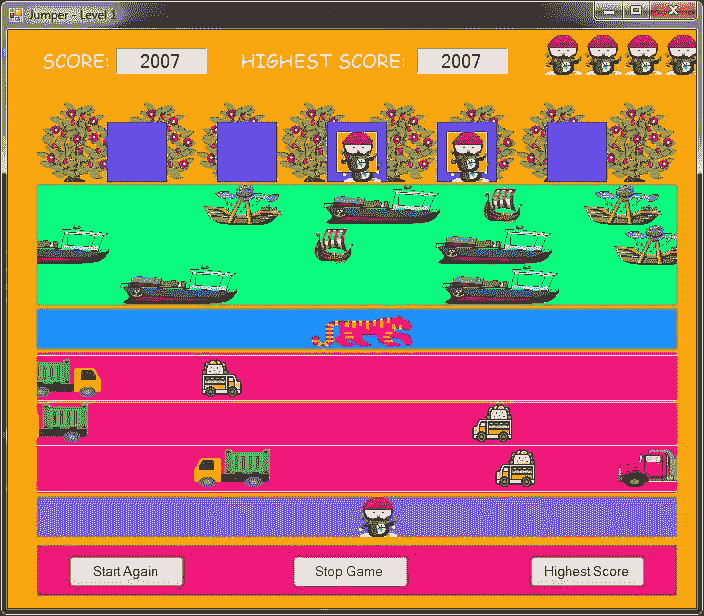 Jumper - Level 1
SCORE: 2007 HIGHEST SCORE: 2007
Start Again Stop Game Highest Score